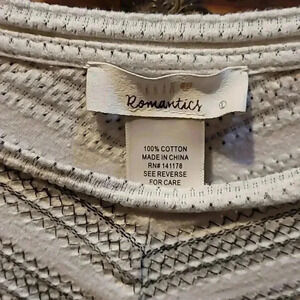 Romantics
L
100% COTTON
MADE IN CHINA
RN# 141178
SEE REVERSE
FOR CARE